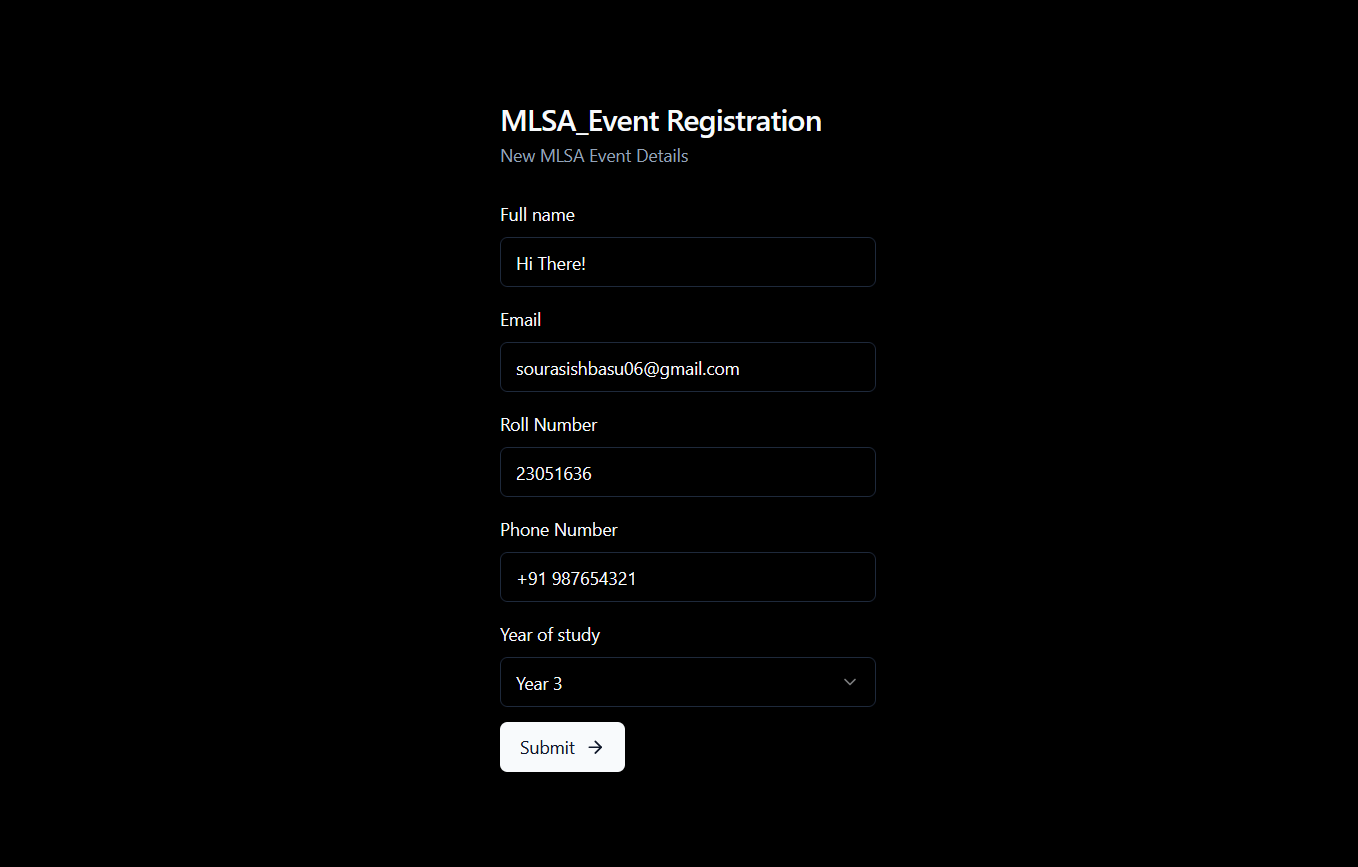 MLSA_Event Registration
New MLSA Event Details
Full name
Hi There!
Email
sourasishbasu06@gmail.com
Roll Number
23051636
Phone Number
+91 987654321
Year of study
Year 3
Submit →